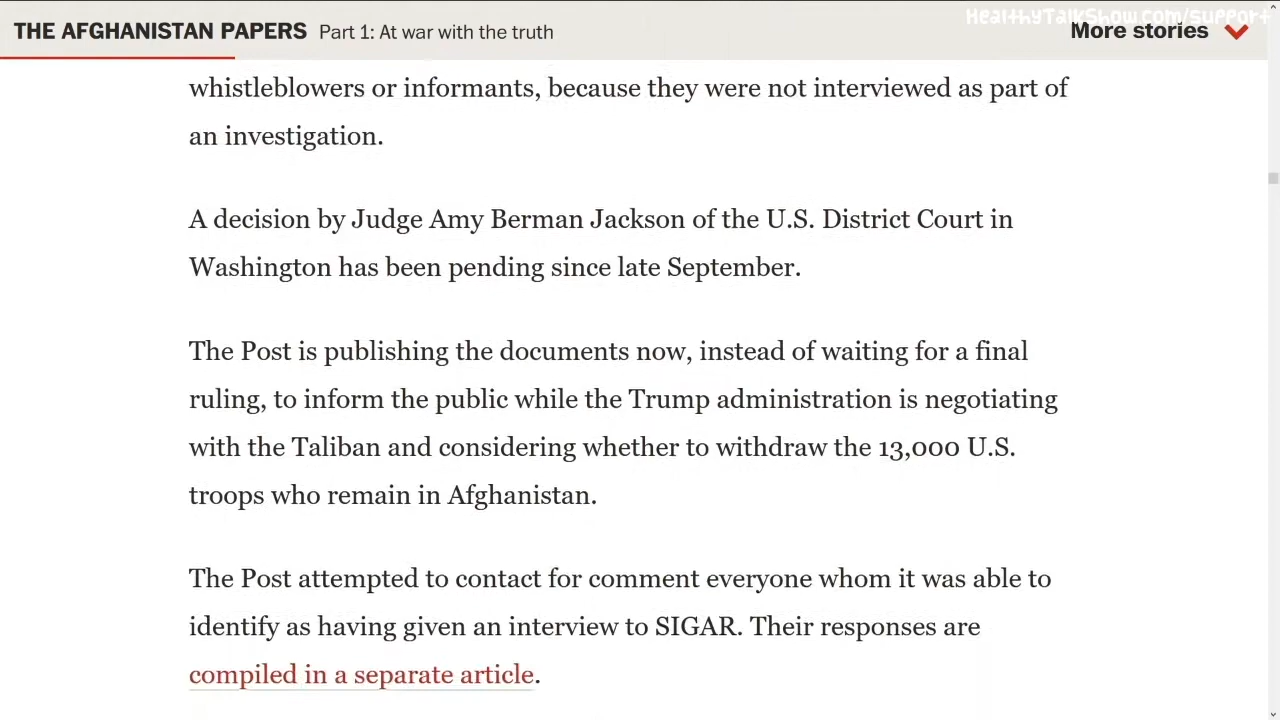 HealthyTalkShow.com/support
THE AFGHANISTAN PAPERS Part 1: At war with the truth More stories
whistleblowers or informants, because they were not interviewed as part of
an investigation.
A decision by Judge Amy Berman Jackson of the U.S. District Court in
Washington has been pending since late September.
The Post is publishing the documents now, instead of waiting for a final
ruling, to inform the public while the Trump administration is negotiating
with the Taliban and considering whether to withdraw the 13,000 U.S.
troops who remain in Afghanistan.
The Post attempted to contact for comment everyone whom it was able to
identify as having given an interview to SIGAR. Their responses are
compiled in a separate article.